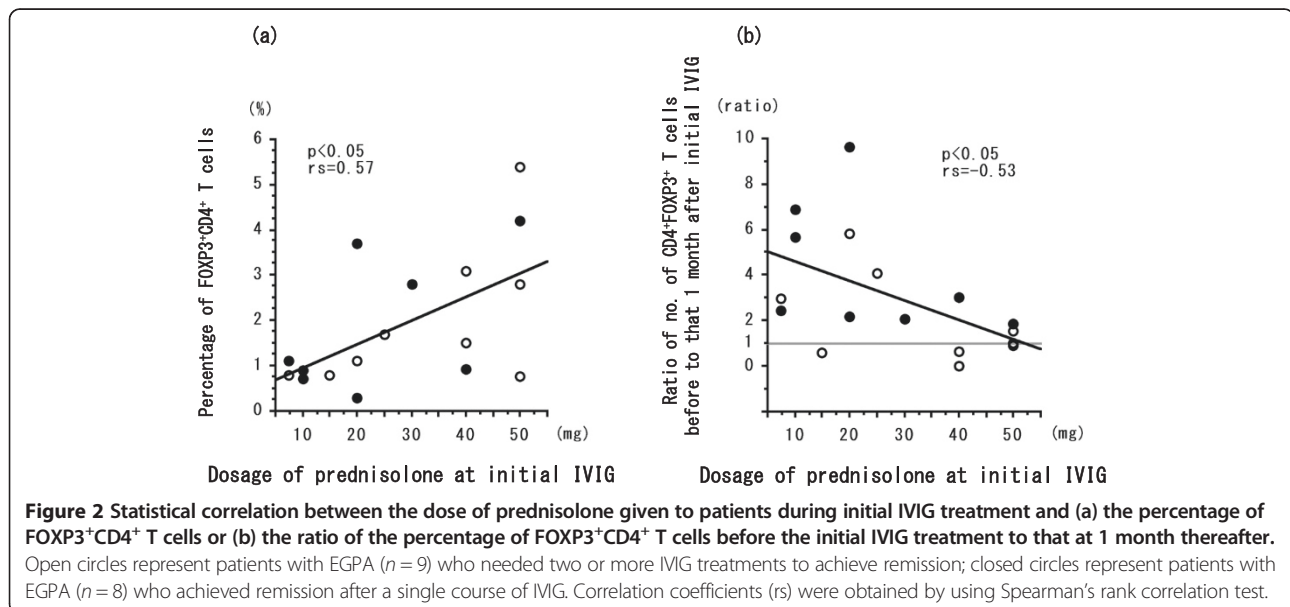 (a)
(%)
Percentage of FOXP3⁺CD4⁺ T cells
6
5
4
3
2
1
0
p<0.05
rs=0.57
10 20 30 40 50 (mg)
Dosage of prednisolone at initial IVIG
(b)
(ratio)
Ratio of no. of CD4⁺FOXP3⁺ T cells
before to that 1 month after initial IVIG
10
8
6
4
2
1
0
p<0.05
rs=-0.53
10 20 30 40 50 (mg)
Dosage of prednisolone at initial IVIG
Figure 2 Statistical correlation between the dose of prednisolone given to patients during initial IVIG treatment and (a) the percentage of
FOXP3⁺CD4⁺ T cells or (b) the ratio of the percentage of FOXP3⁺CD4⁺ T cells before the initial IVIG treatment to that at 1 month thereafter.
Open circles represent patients with EGPA (n = 9) who needed two or more IVIG treatments to achieve remission; closed circles represent patients with
EGPA (n = 8) who achieved remission after a single course of IVIG. Correlation coefficients (rs) were obtained by using Spearman's rank correlation test.